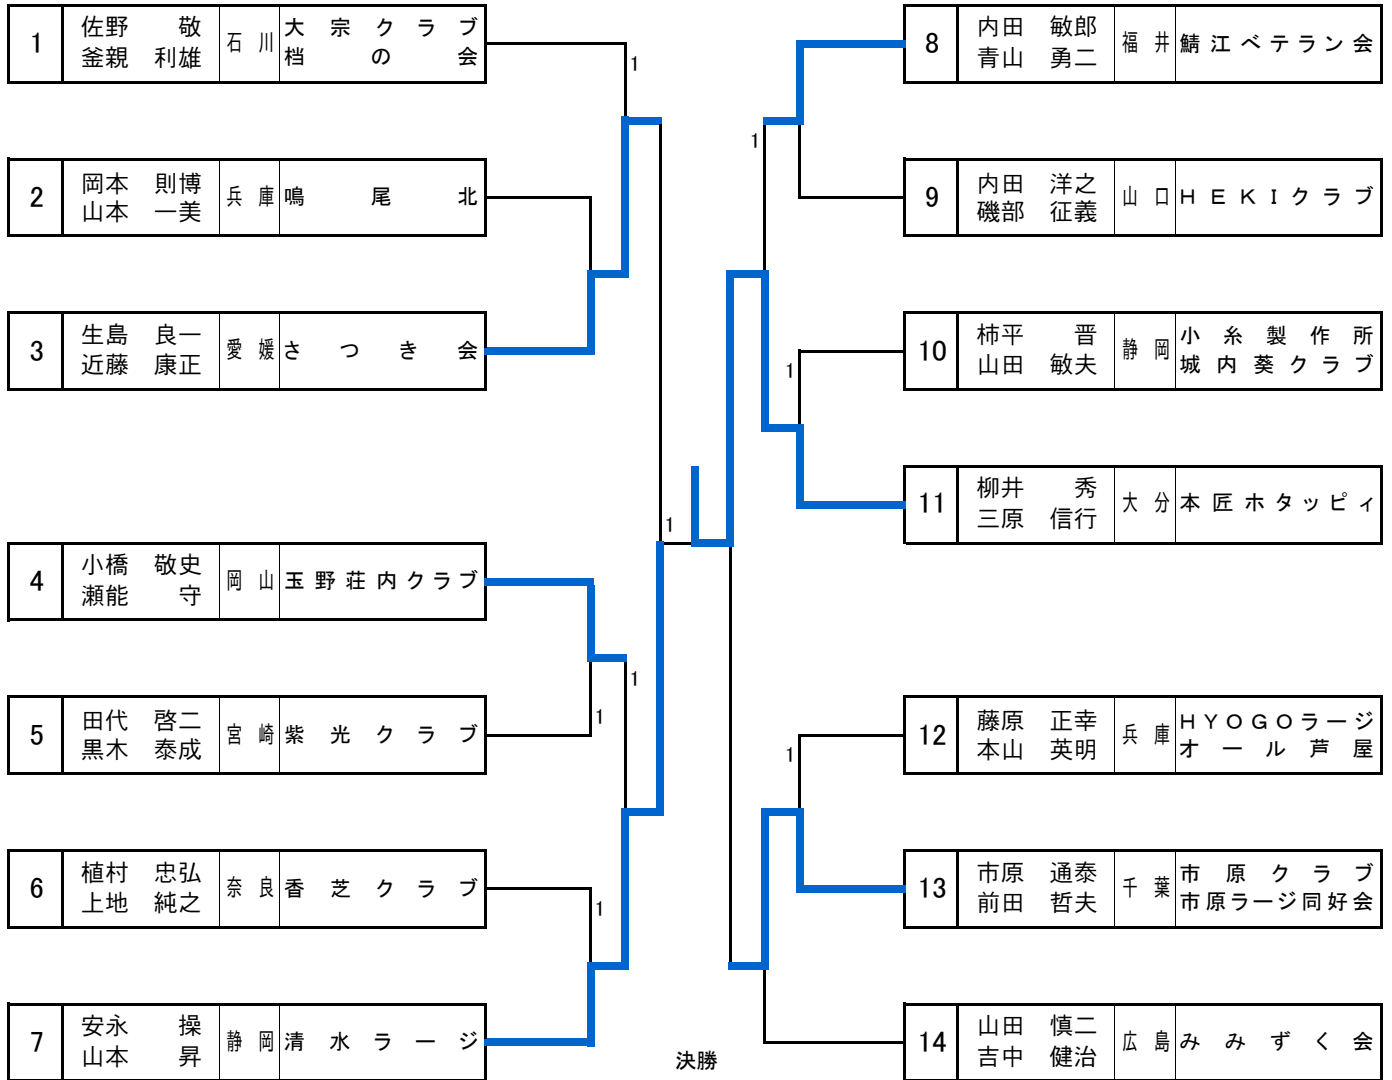 1 佐野 敬 石川 大宗クラブ
釜親 利雄 档の会
1
2 岡本 則博 兵庫 鳴尾北
山本 一美
3 生島 良一 愛媛 さつき会
近藤 康正
1
4 小橋 敬史 岡山 玉野荘内クラブ
瀬能 守
1
5 田代 啓二 宮崎 紫光クラブ
黒木 泰成
1
6 植村 忠弘 奈良 香芝クラブ
上地 純之
1
7 安永 操 静岡 清水ラージ
山本 昇
8 内田 敏郎 福井 鯖江ベテラン会
青山 勇二
1
9 内田 洋之 山口 HEKIクラブ
磯部 征義
10 柿平 晋 静岡 小糸製作所
山田 敏夫 城内葵クラブ
1
11 柳井 秀 大分 本匠ホタッピィ
三原 信行
12 藤原 正幸 兵庫 HYOGOラージ
本山 英明 オール芦屋
1
13 市原 通泰 千葉 市原クラブ
前田 哲夫 市原ラージ同好会
14 山田 慎二 広島 みみずく会
吉中 健治
決勝